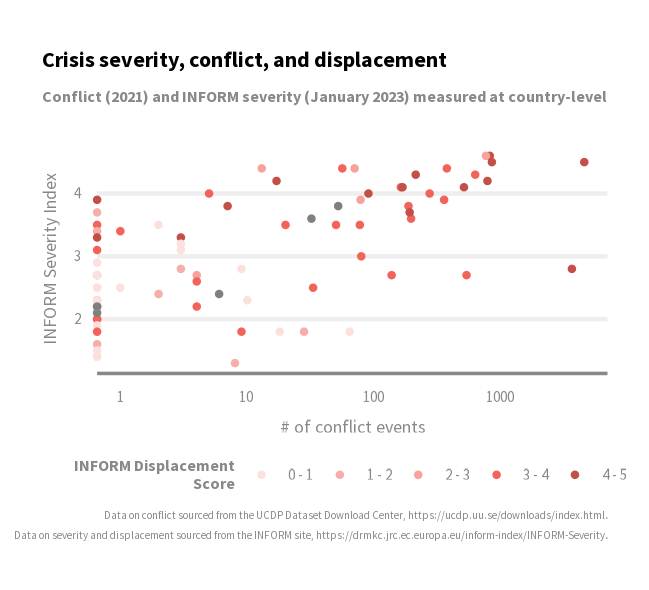 Crisis severity, conflict, and displacement
Conflict (2021) and INFORM severity (January 2023) measured at country-level
INFORM Severity Index
4
3
2
1
10
100
1000
# of conflict events
INFORM Displacement
Score
0 - 1
1 - 2
2 - 3
3 - 4
4 - 5
Data on conflict sourced from the UCDP Dataset Download Center, https://ucdp.uu.se/downloads/index.html.
Data on severity and displacement sourced from the INFORM site, https://drmkc.jrc.ec.europa.eu/inform-index/INFORM-Severity.